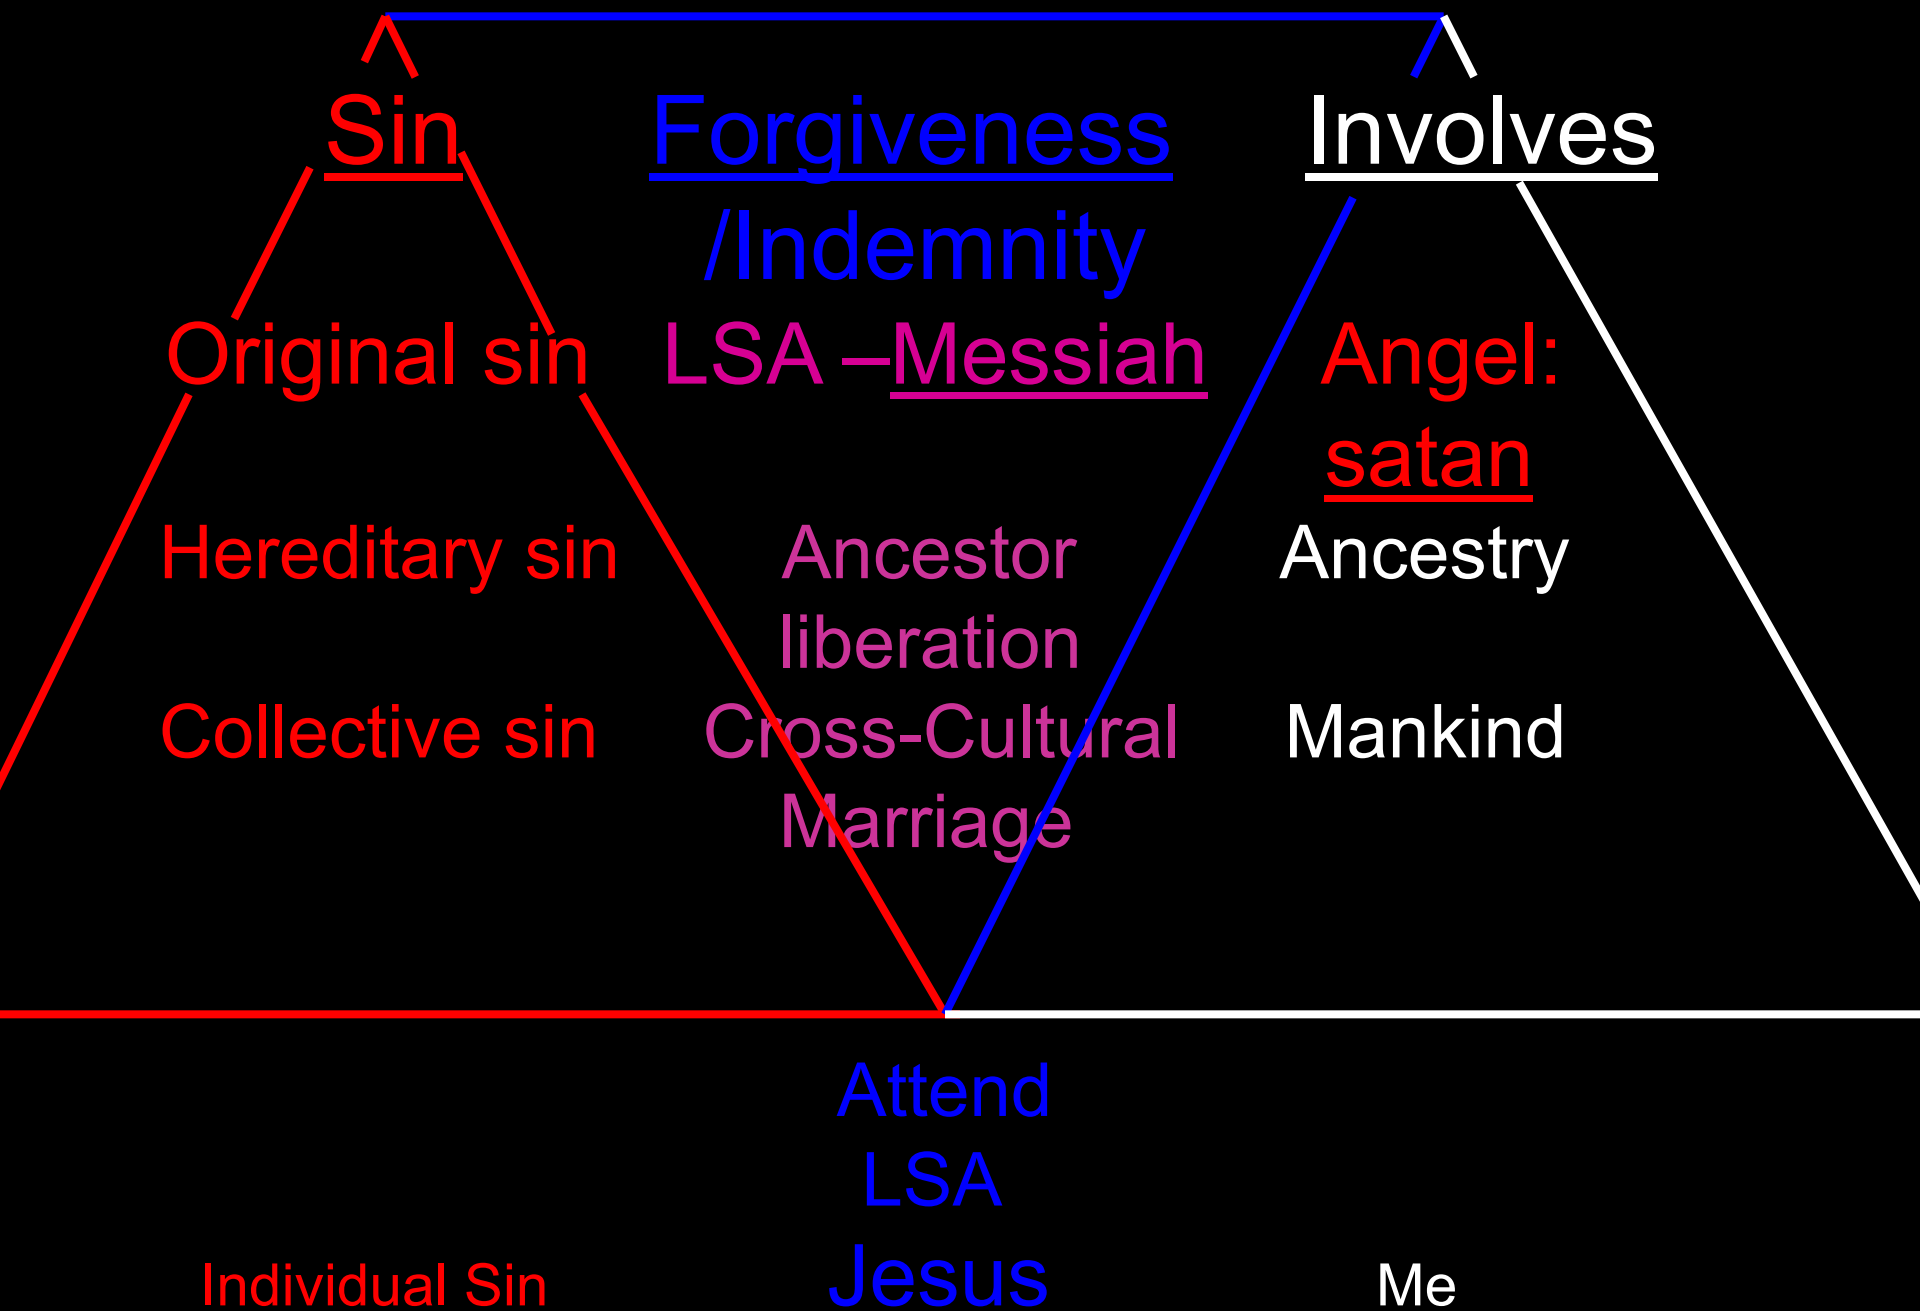 Sin Forgiveness Involves
/Indemnity
Original sin LSA –Messiah Angel:
satan
Hereditary sin Ancestor Ancestry
liberation
Collective sin Cross-Cultural Mankind
Marriage
Attend
LSA
Individual Sin Jesus Me